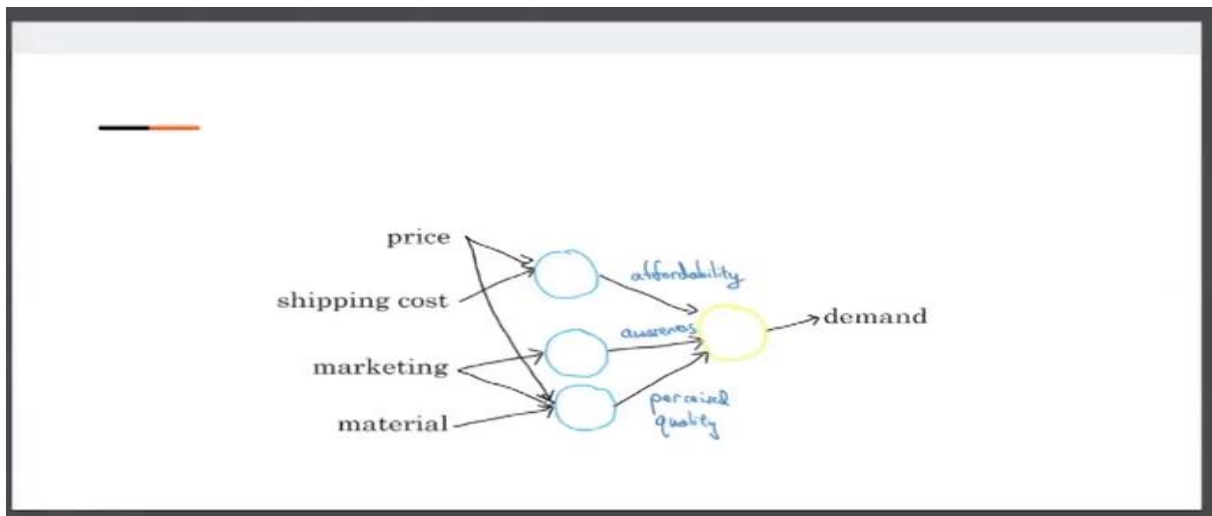 price
shipping cost
marketing
material
affordability
awareness
perceived
quality
demand